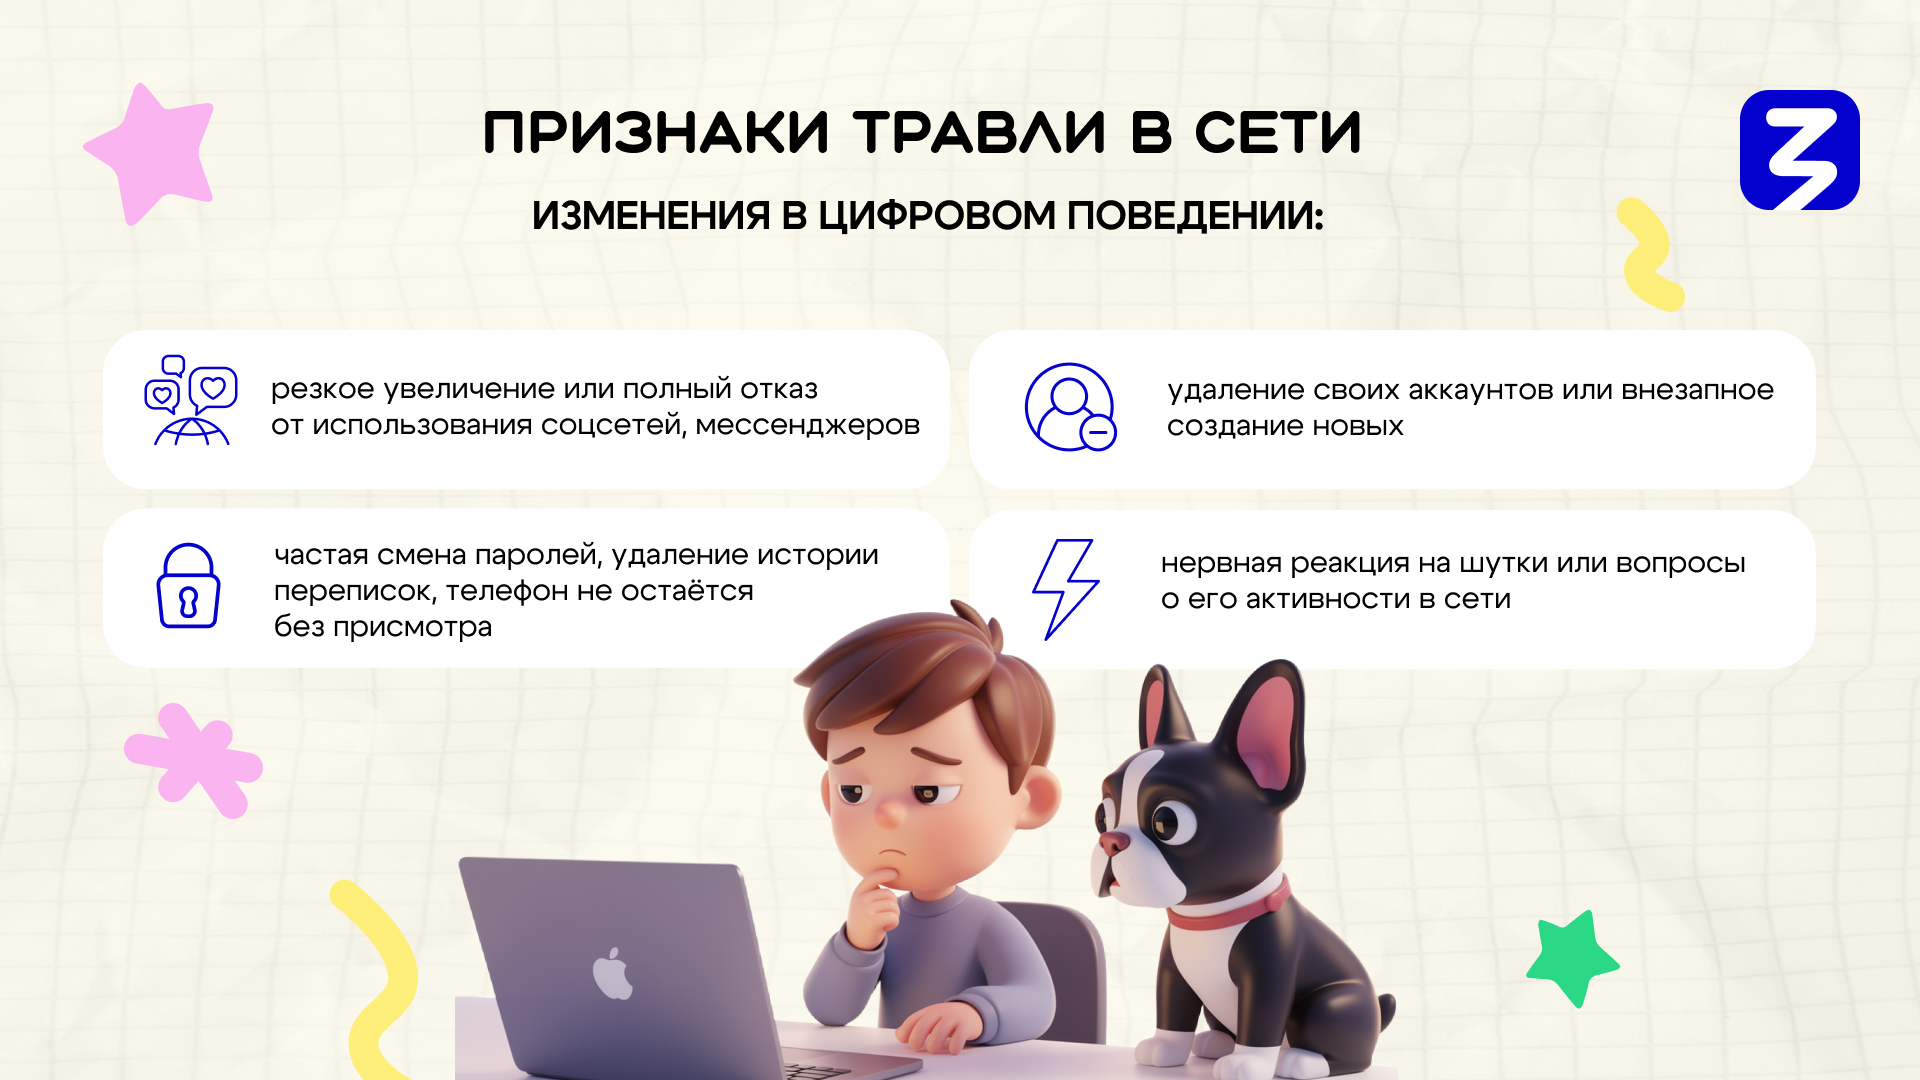 ПРИЗНАКИ ТРАВЛИ В СЕТИ
ИЗМЕНЕНИЯ В ЦИФРОВОМ ПОВЕДЕНИИ:
резкое увеличение или полный отказ
от использования соцсетей, мессенджеров
удаление своих аккаунтов или внезапное
создание новых
частая смена паролей, удаление истории
переписок, телефон не остаётся
без присмотра
нервная реакция на шутки или вопросы
о его активности в сети